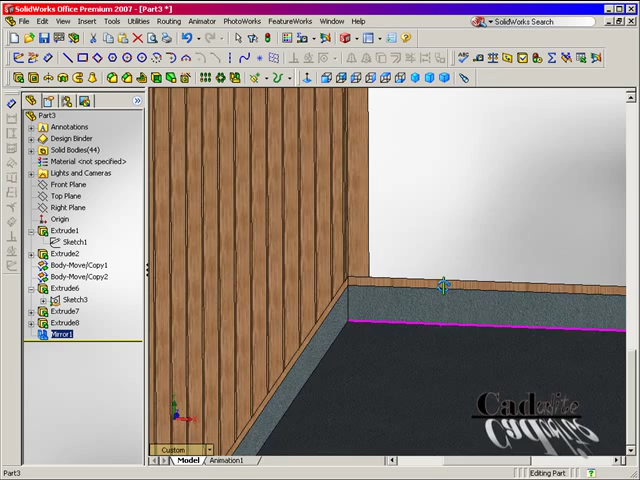 SolidWorks Office Premium 2007 - [Part3 *]
File Edit Insert Tools Utilities Routing Animator PhotoWorks FeatureWorks Window Help
SolidWorks Search
Part3
Annotations
Design Binder
Solid Bodies(44)
Material <not specified>
Lights and Cameras
Front Plane
Top Plane
Right Plane
Origin
Extrude1
Sketch1
Extrude2
Body-Move/Copy1
Body-Move/Copy2
Extrude6
Sketch3
Extrude7
Extrude8
Mirror1
Custom
Model Animation1
Part3
Editing Part